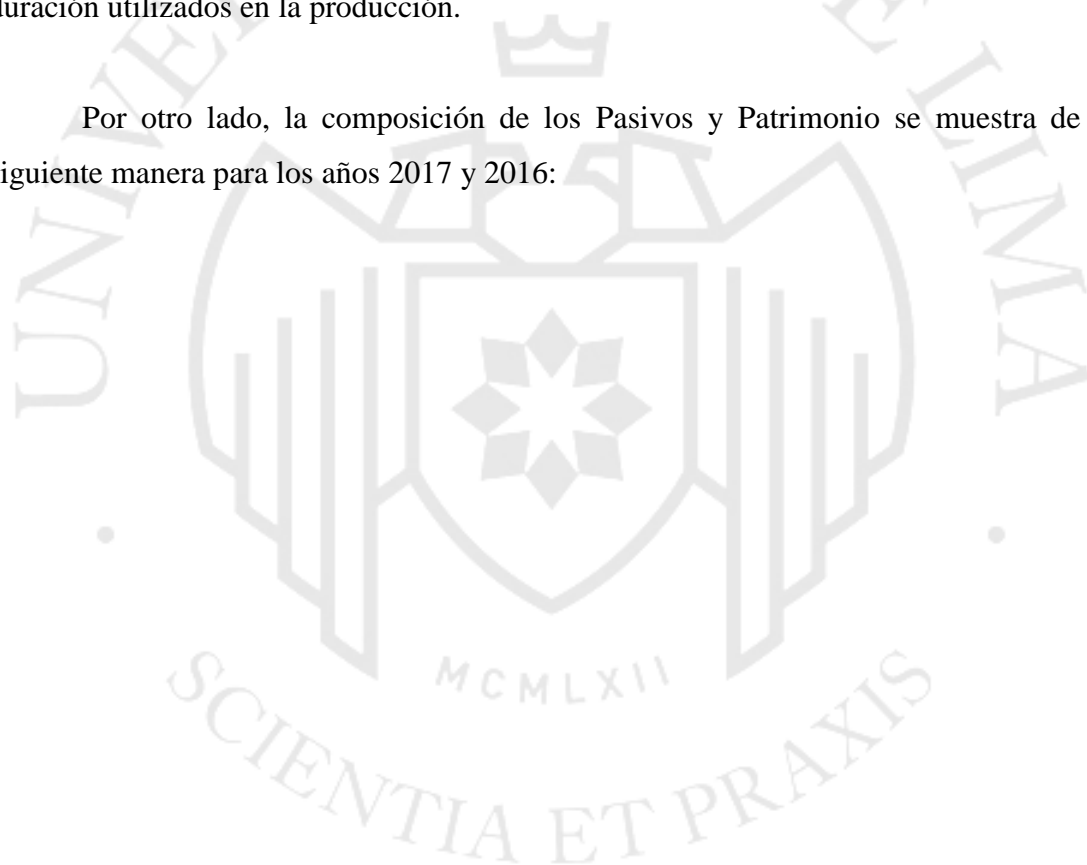 duración utilizados en la producción.
Por otro lado, la composición de los Pasivos y Patrimonio se muestra de
siguiente manera para los años 2017 y 2016:
MCMLXII
SCIENTIA ET PRAXIS